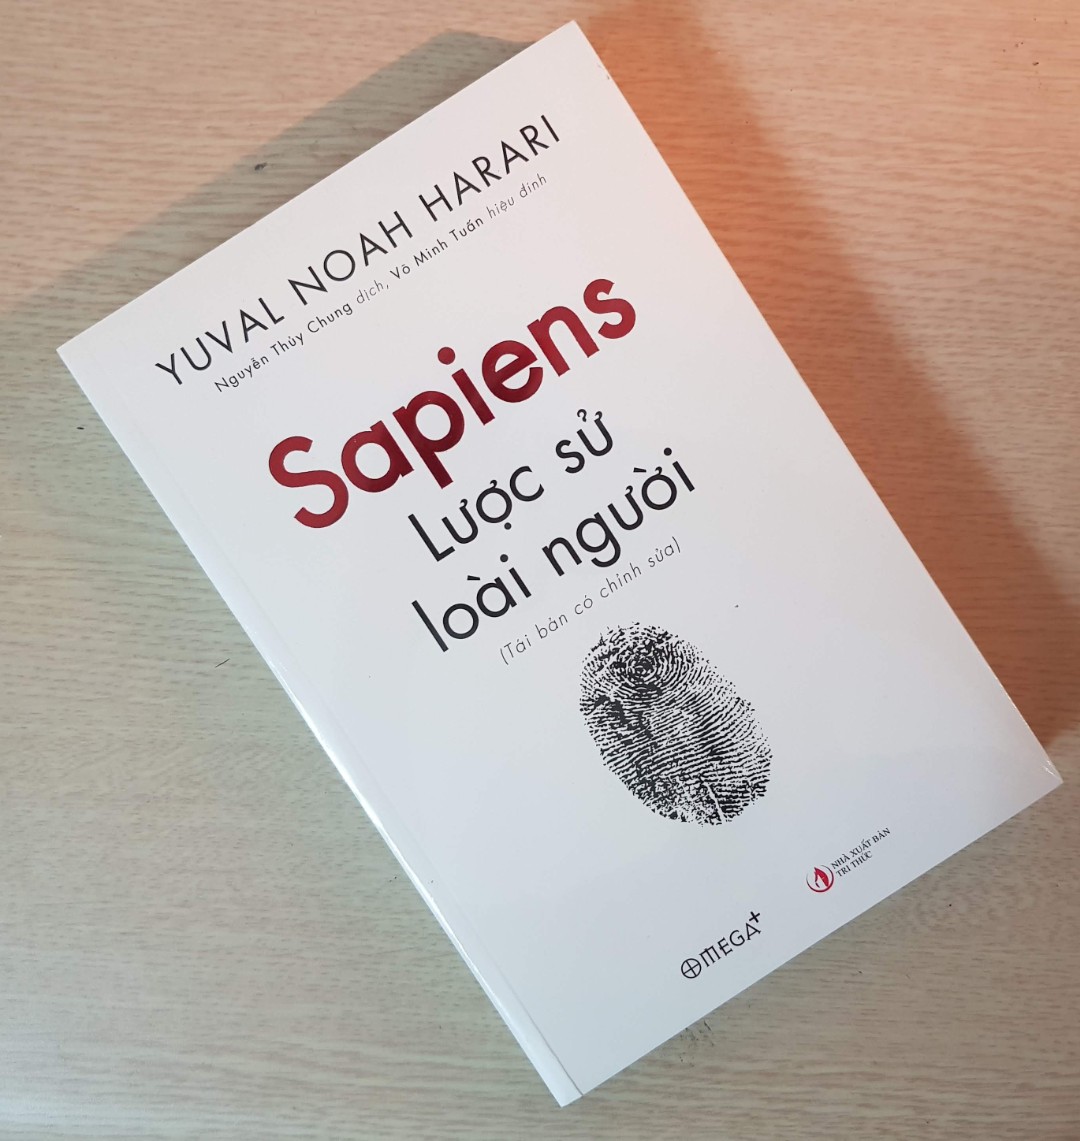 YUVAL NOAH HARARI
Nguyễn Thủy Chung dịch, Võ Minh Tuấn hiệu đính
Sapiens
Lược sử
loài người
(Tái bản có chỉnh sửa)
NHÀ XUẤT BẢN
TRI THỨC
OMEGA+